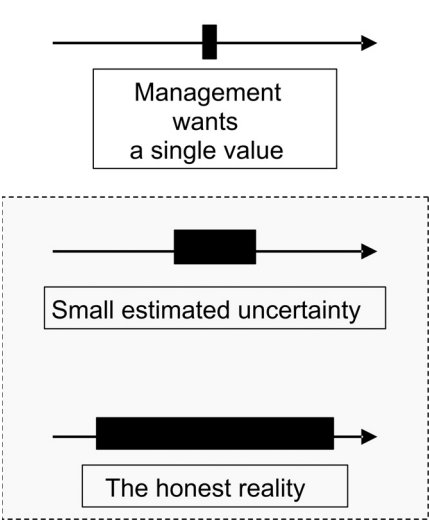 Management
wants
a single value
Small estimated uncertainty
The honest reality